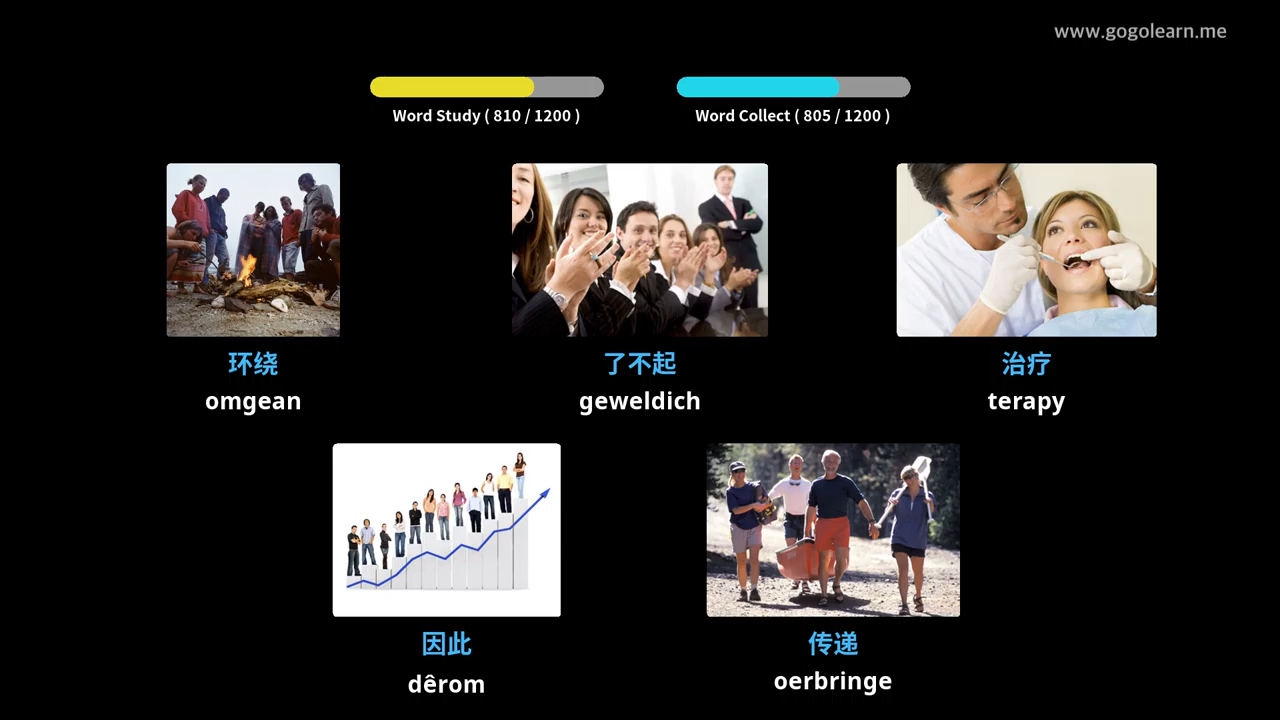 www.gogolearn.me
Word Study ( 810 / 1200 )
Word Collect ( 805 / 1200 )
环绕
omgean
了不起
geweldich
治疗
terapy
因此
dêrom
传递
oerbringe